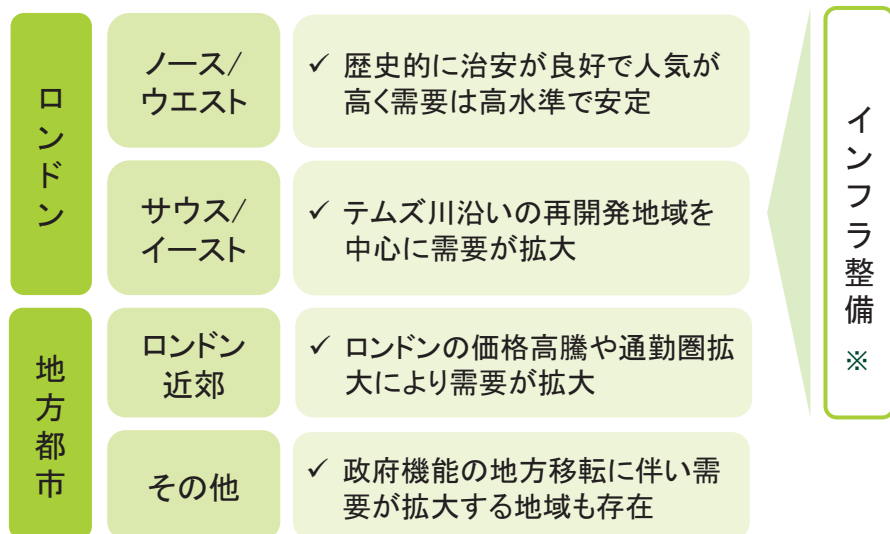 ロンドン
ノース/
ウエスト
✓ 歴史的に治安が良好で人気が
高く需要は高水準で安定
サウス/
イースト
✓ テムズ川沿いの再開発地域を
中心に需要が拡大
地方都市
ロンドン
近郊
✓ ロンドンの価格高騰や通勤圏拡
大により需要が拡大
その他
✓ 政府機能の地方移転に伴い需
要が拡大する地域も存在
インフラ整備※